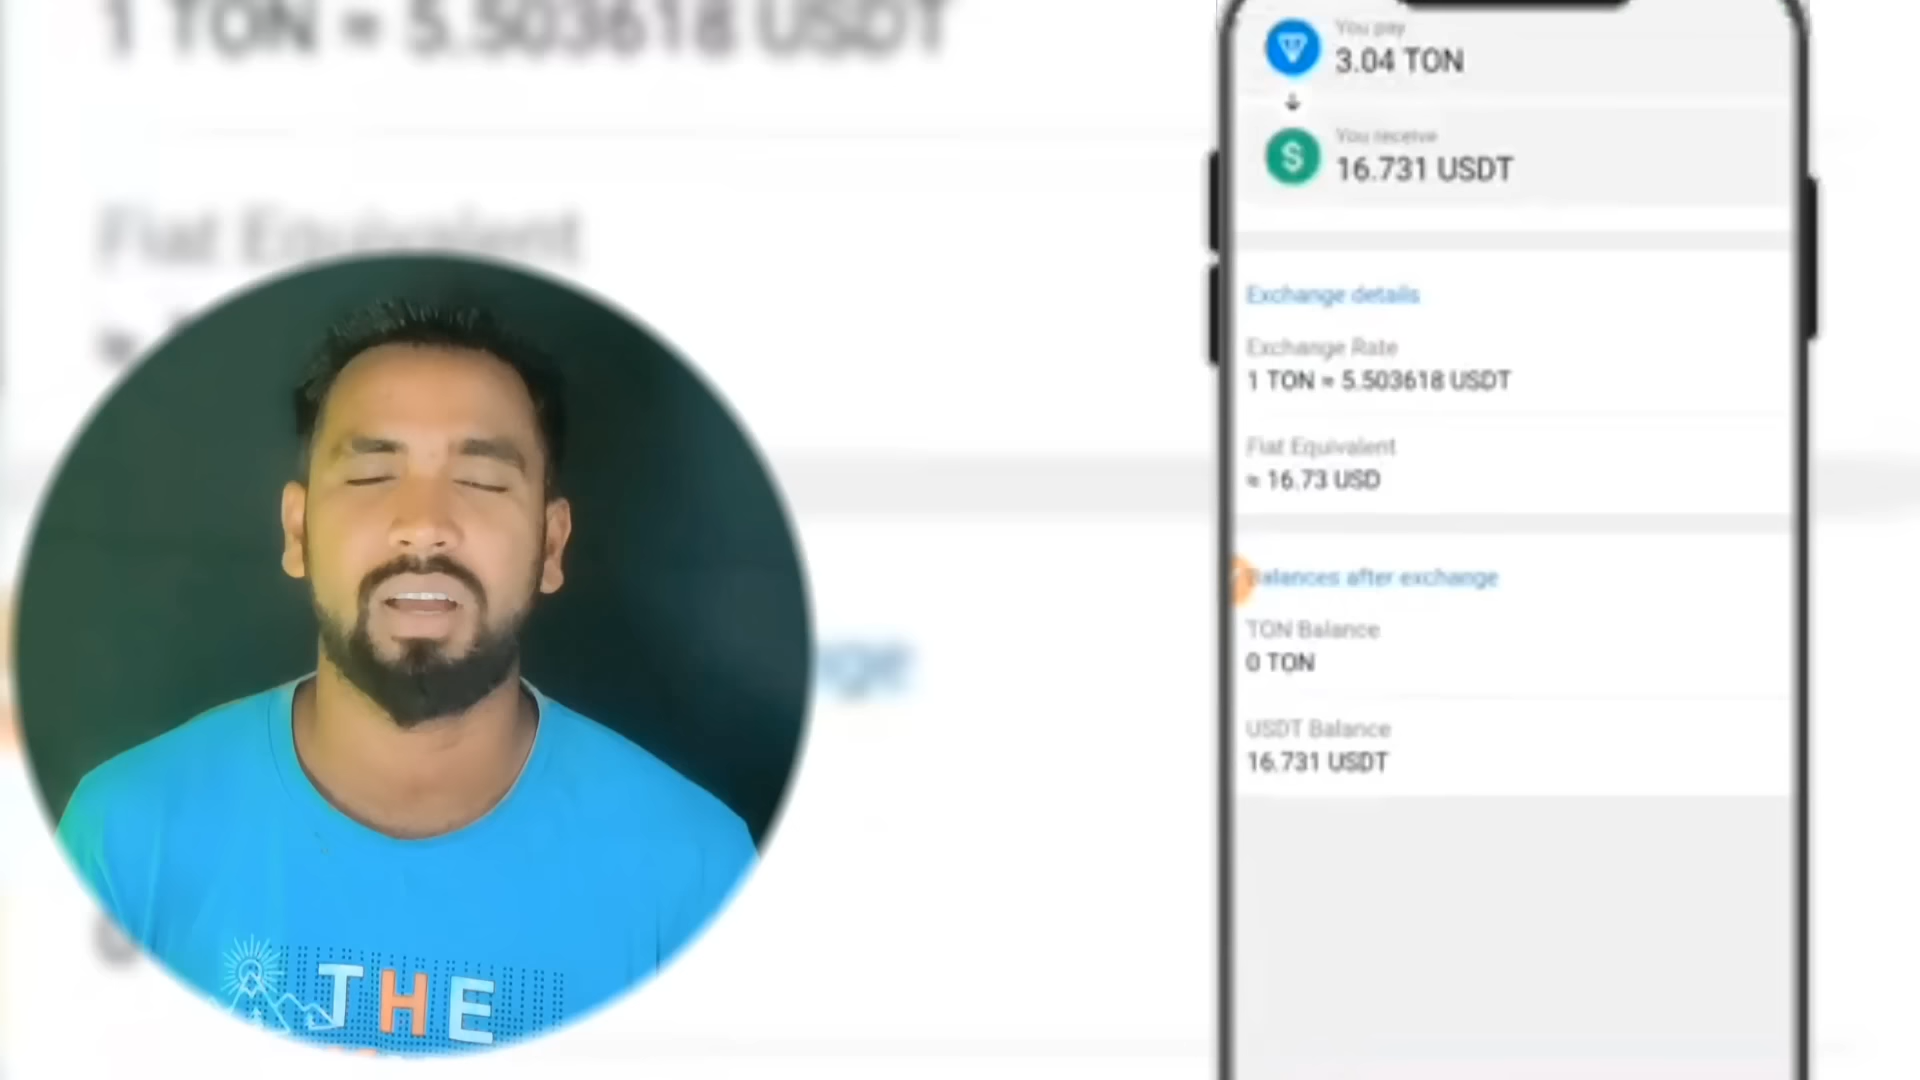 1 TON ≈ 5.503618 USDT
Fiat Equivalent
nge
THE
You pay
3.04 TON
You receive
16.731 USDT
Exchange details
Exchange Rate
1 TON ≈ 5.503618 USDT
Fiat Equivalent
≈ 16.73 USD
Balances after exchange
TON Balance
0 TON
USDT Balance
16.731 USDT